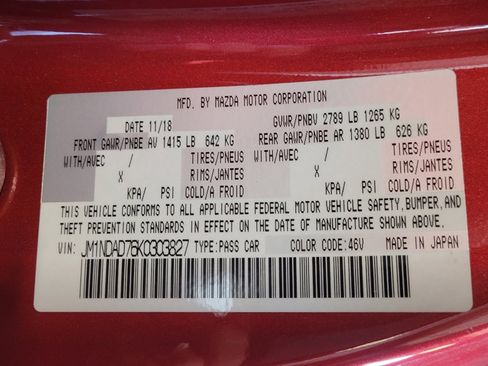 MFD. BY MAZDA MOTOR CORPORATION
DATE 11/18 GVWR/PNBV 2789 LB 1265 KG
FRONT GAWR/PNBE AV 1415 LB 642 KG REAR GAWR/PNBE AR 1380 LB 626 KG
WITH/AVEC / TIRES/PNEUS WITH/AVEC / TIRES/PNEUS
X RIMS/JANTES X RIMS/JANTES
KPA/ PSI COLD/A FROID KPA/ PSI COLD/A FROID
THIS VEHICLE CONFORMS TO ALL APPLICABLE FEDERAL MOTOR VEHICLE SAFETY,BUMPER,AND
THEFT PREVENTION STANDARDS IN EFFECT ON THE DATE OF MANUFACTURE SHOWN ABOVE.
VIN: JM1NDAD76K0303827 TYPE:PASS CAR COLOR CODE:46V MADE IN JAPAN